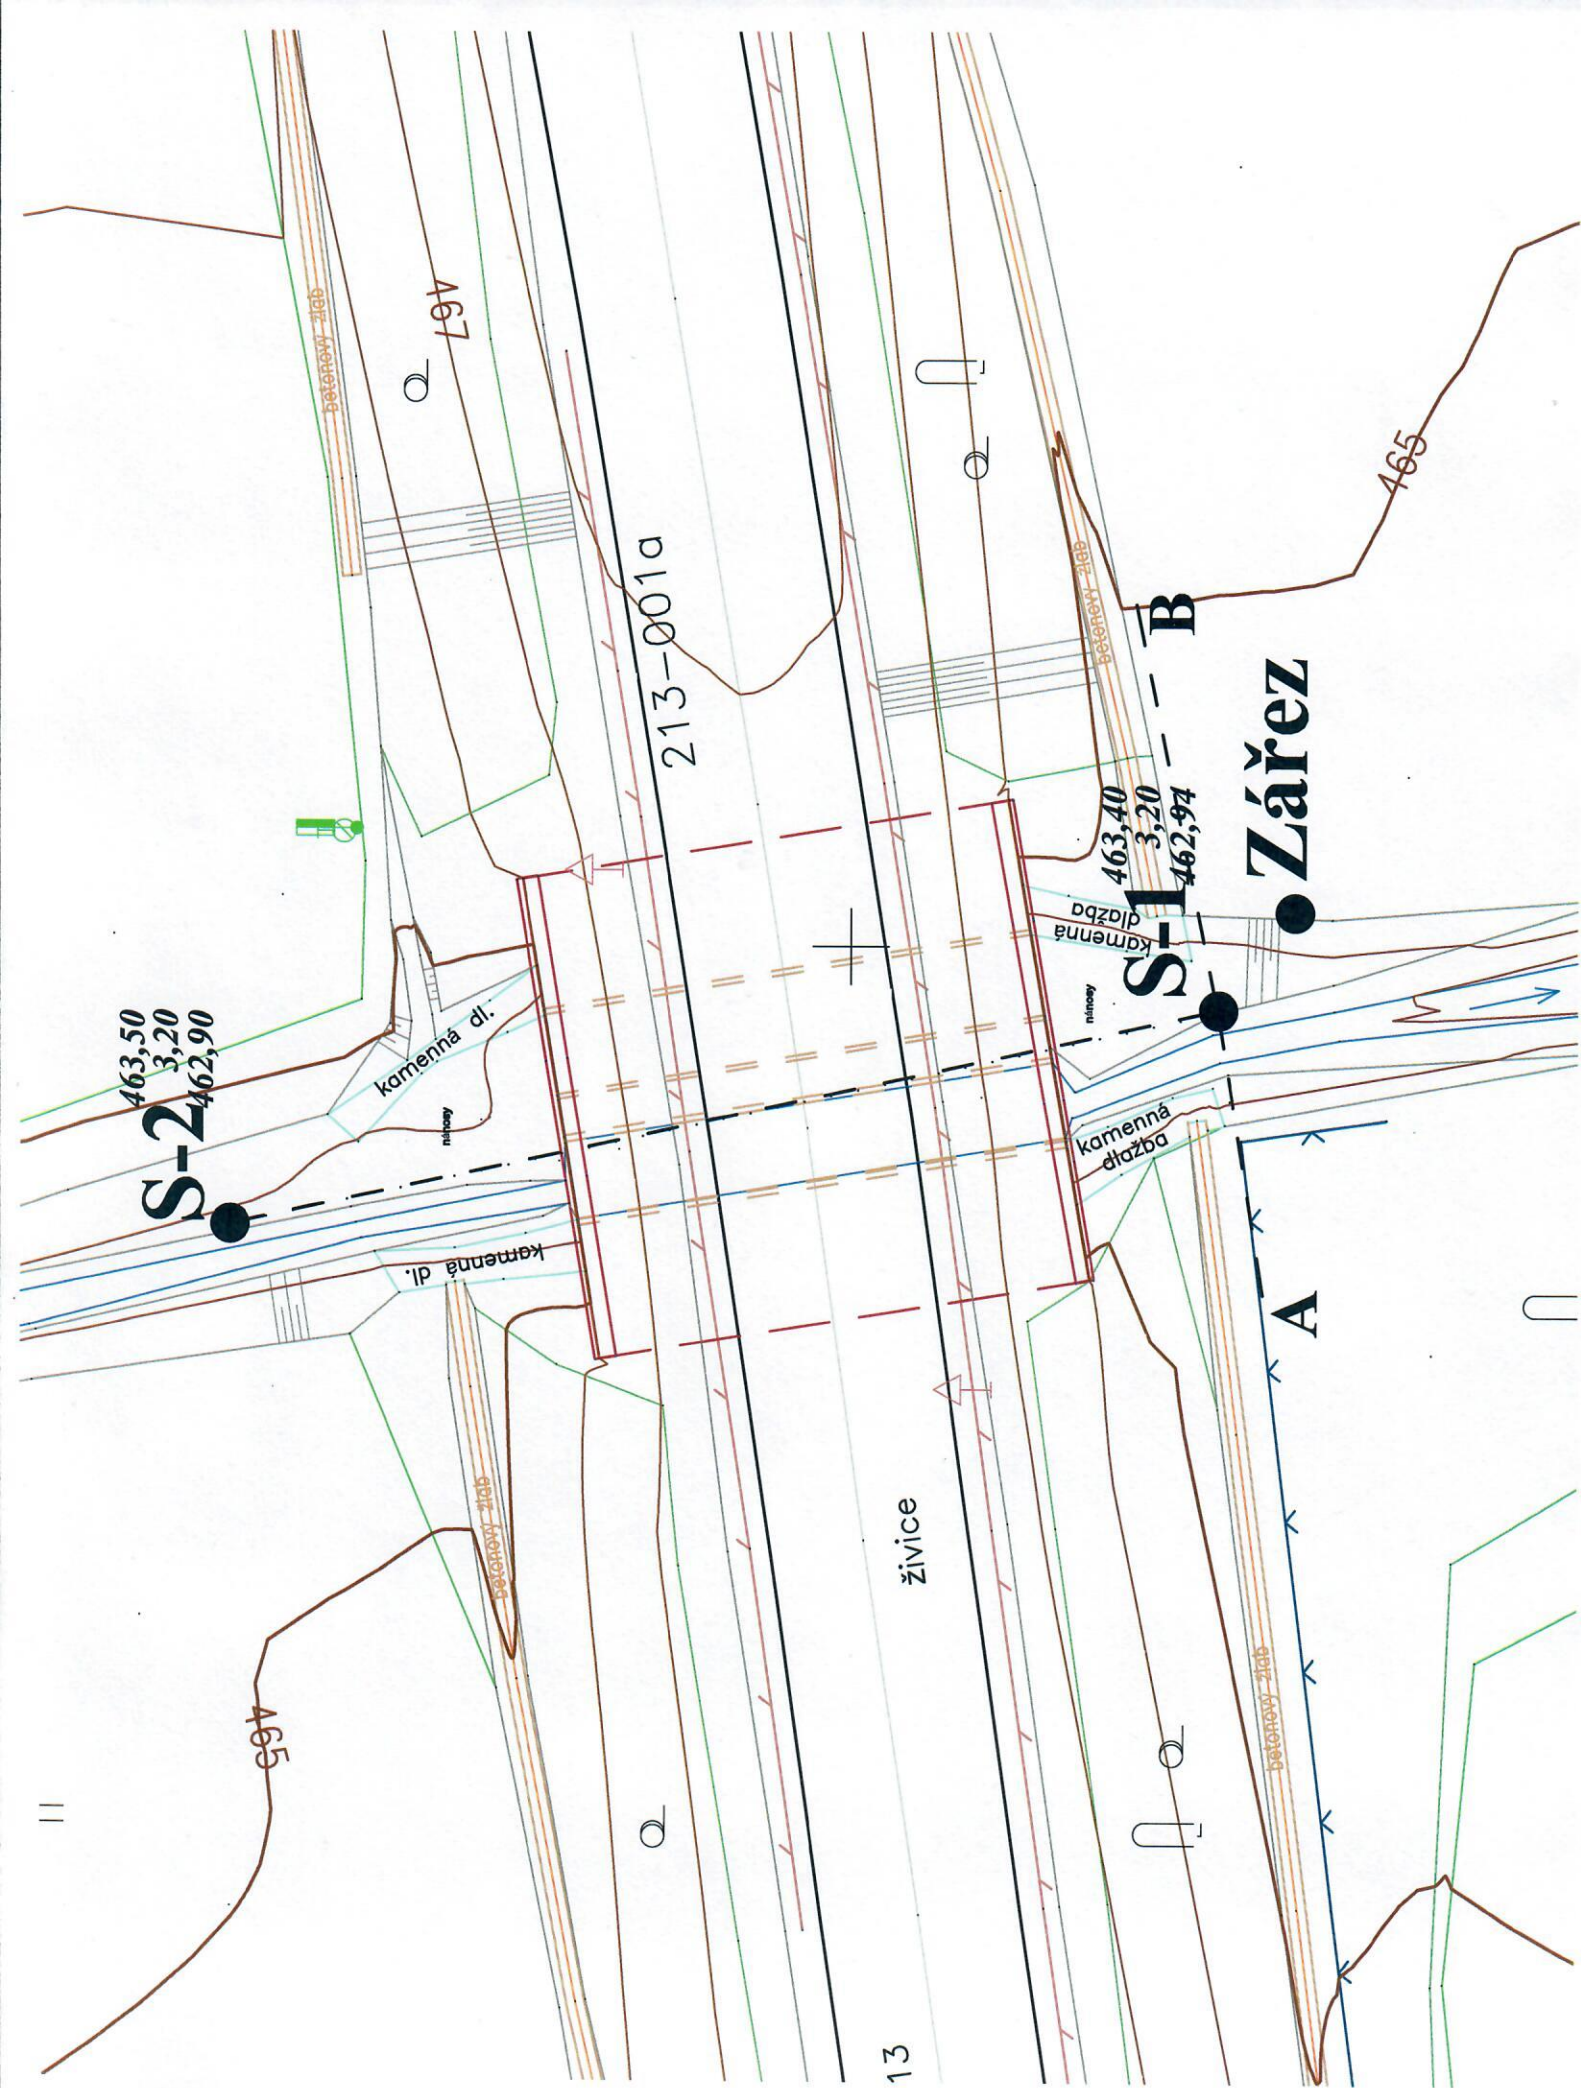 betonový žlab
467
213-001a
465
betonový žlab
B
Zářez
463,40
3,20
462,94
S-1
kamenná
dlažba
nánosy
463,50
3,20
462,90
S-2
kamenná dl.
nánosy
kamenná dl.
kamenná
dlažba
A
betonový žlab
živice
465
betonový žlab
13